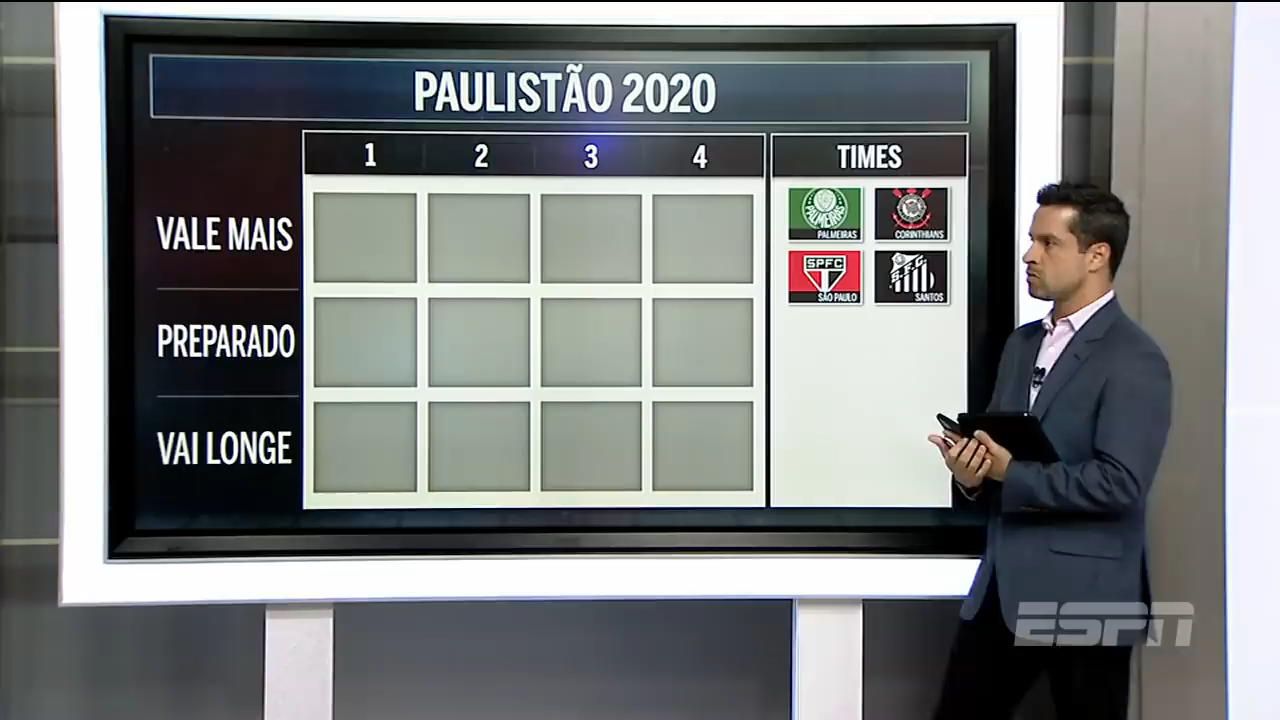 PAULISTÃO 2020
1 2 3 4 TIMES
VALE MAIS
PREPARADO
VAI LONGE
PALMEIRAS
PALMEIRAS
CORINTHIANS
SPFC
SÃO PAULO
S.F.C.
SANTOS
ESPN